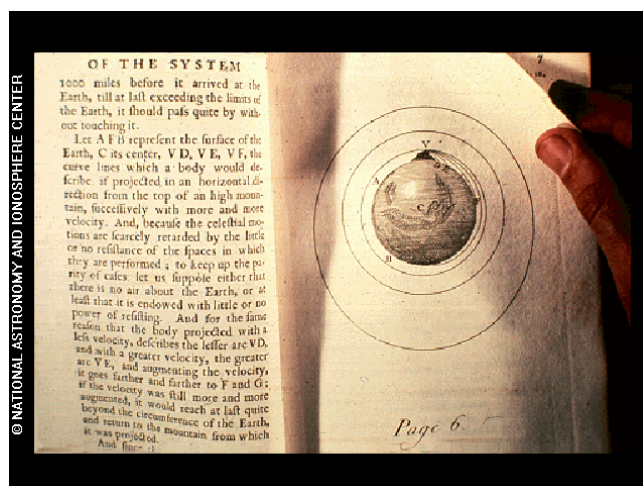 © NATIONAL ASTRONOMY AND IONOSPHERE CENTER
OF THE SYSTEM
1000 miles before it arrived at the
Earth, till at laſt exceeding the limits of
the Earth, it ſhould paſs quite by with-
out touching it.
Let A F B repreſent the ſurface of the
Earth, C its center, V D, V E, V F, the
curve lines which a body would de-
ſcribe, if projected in an horizontal di-
rection from the top of an high moun-
tain, ſucceſſively with more and more
velocity. And, becauſe the celeſtial mo-
tions are ſcarcely retarded by the little
or no reſiſtance of the ſpaces in which
they are performed; to keep up the pa-
rity of caſes, let us ſuppoſe either that
there is no air about the Earth, or at
leaſt that it is endowed with little or no
power of reſiſting. And for the ſame
reaſon that the body projected with a
leſs velocity, deſcribes the leſſer arc V D,
and with a greater velocity, the greater
arc V E, and augmenting the velocity,
it goes farther and farther to F and G;
if the velocity was ſtill more and more
augmented, it would reach at laſt quite
beyond the circumference of the Earth,
and return to the mountain from which
it was projected.
And ſince
V
C
B
Page 6.